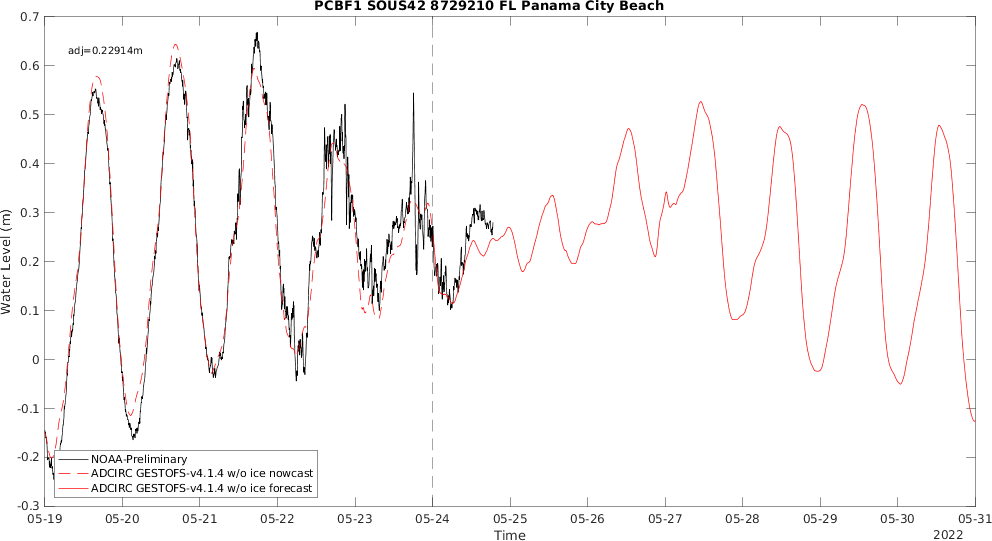 PCBF1 SOUS42 8729210 FL Panama City Beach
adj=0.22914m
0.7
0.6
0.5
0.4
0.3
0.2
0.1
0
-0.1
-0.2
-0.3
Water Level (m)
NOAA-Preliminary
ADCIRC GESTOFS-v4.1.4 w/o ice nowcast
ADCIRC GESTOFS-v4.1.4 w/o ice forecast
05-19 05-20 05-21 05-22 05-23 05-24 05-25 05-26 05-27 05-28 05-29 05-30 05-31
Time
2022